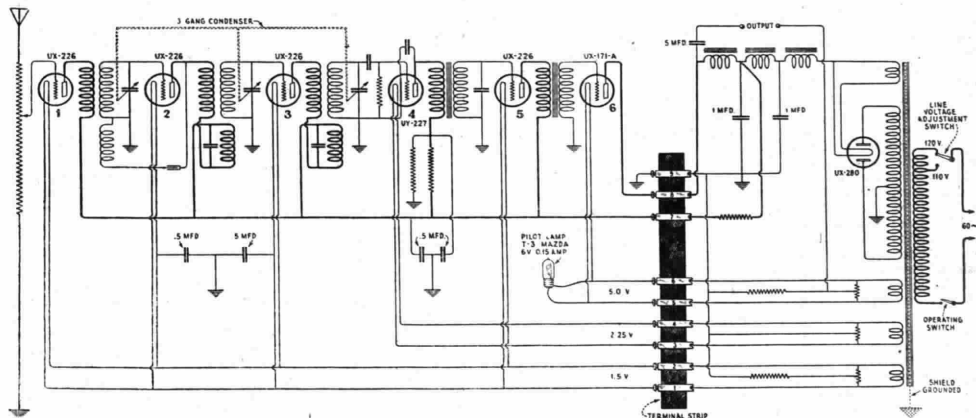 3 GANG CONDENSER
UX-226
UX-226
UX-226
UX-226
UX-171-A
1
2
3
4
UY-227
5
6
.5 MFD
5 MFD
.5 MFD
PILOT LAMP
T-3 MAZDA
6V 0.15 AMP
5.0 V
2.25V
1.5 V
TERMINAL STRIP
OUTPUT
.5 MFD
1 MFD
1 MFD
UX-280
LINE
VOLTAGE
ADJUSTMENT
SWITCH
120 V.
110 V.
60~
OPERATING
SWITCH
SHIELD
GROUNDED